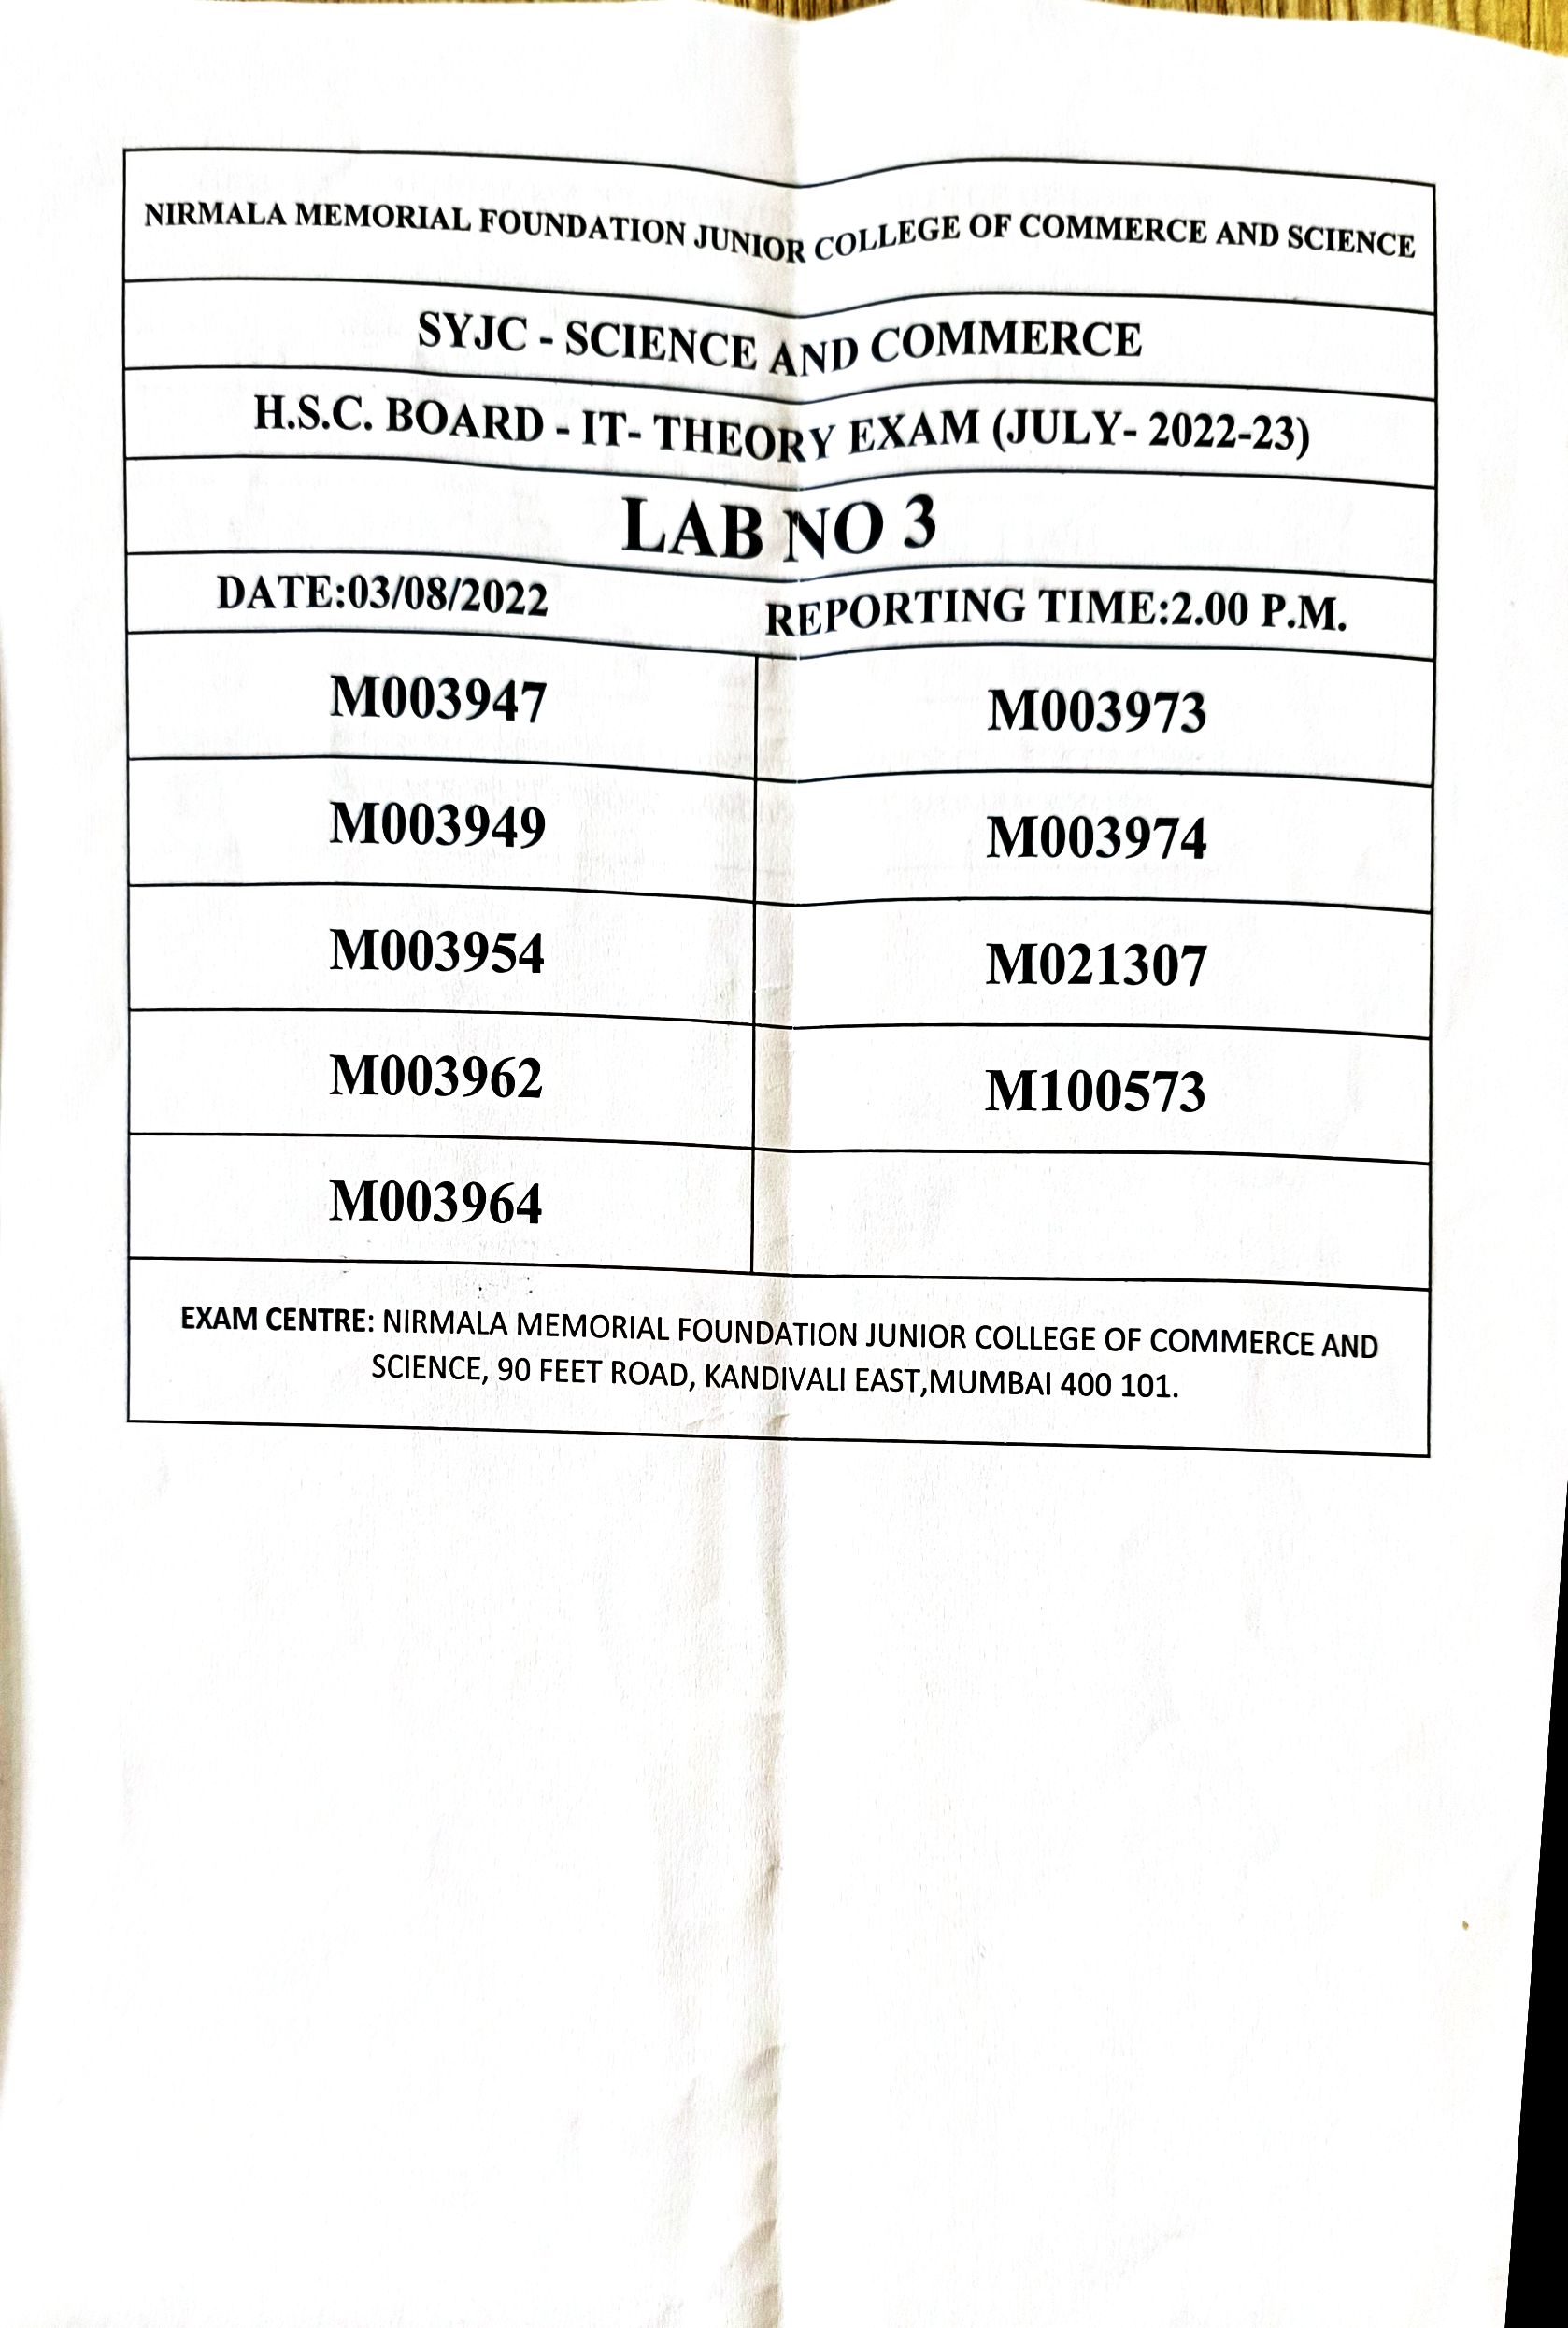 NIRMALA MEMORIAL FOUNDATION JUNIOR COLLEGE OF COMMERCE AND SCIENCE
SYJC - SCIENCE AND COMMERCE
H.S.C. BOARD - IT- THEORY EXAM (JULY- 2022-23)
LAB NO 3
DATE:03/08/2022 REPORTING TIME:2.00 P.M.
M003947 M003973
M003949 M003974
M003954 M021307
M003962 M100573
M003964
EXAM CENTRE: NIRMALA MEMORIAL FOUNDATION JUNIOR COLLEGE OF COMMERCE AND
SCIENCE, 90 FEET ROAD, KANDIVALI EAST,MUMBAI 400 101.